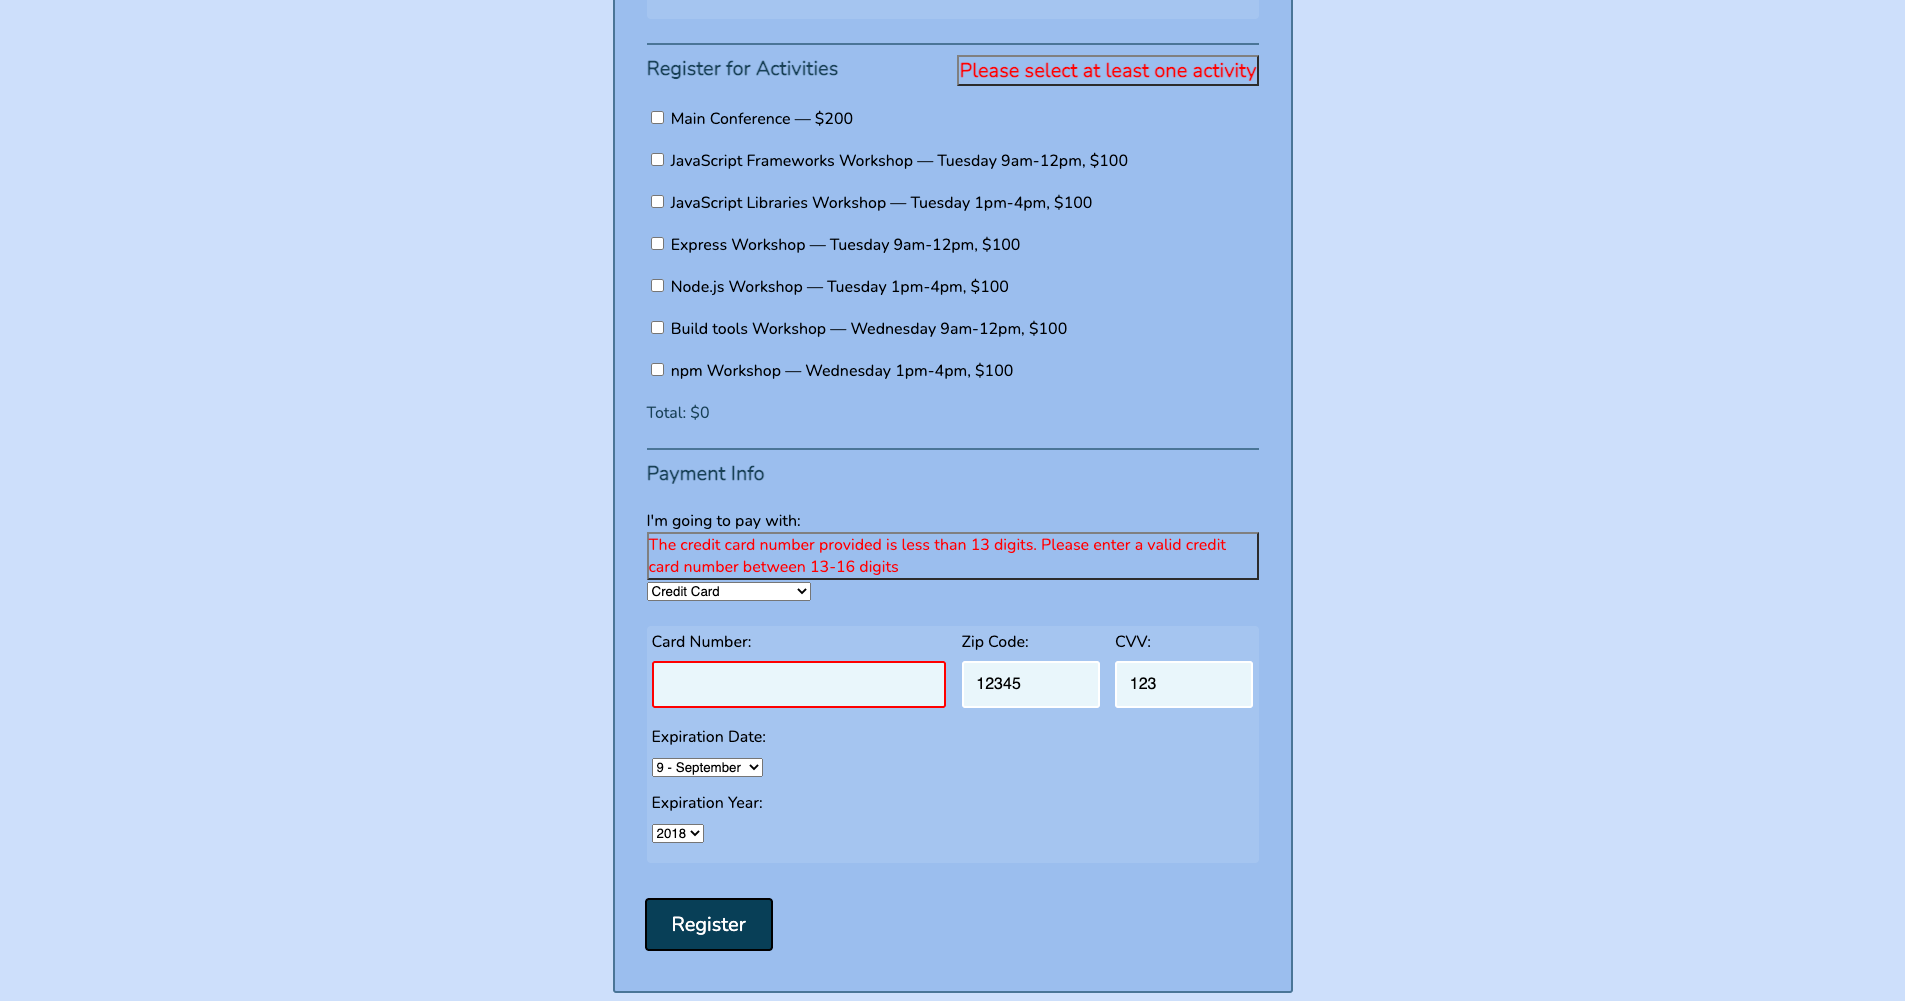 Register for Activities
Please select at least one activity
Main Conference — $200
JavaScript Frameworks Workshop — Tuesday 9am-12pm, $100
JavaScript Libraries Workshop — Tuesday 1pm-4pm, $100
Express Workshop — Tuesday 9am-12pm, $100
Node.js Workshop — Tuesday 1pm-4pm, $100
Build tools Workshop — Wednesday 9am-12pm, $100
npm Workshop — Wednesday 1pm-4pm, $100
Total: $0
Payment Info
I'm going to pay with:
The credit card number provided is less than 13 digits. Please enter a valid credit
card number between 13-16 digits
Credit Card
Card Number:
Zip Code:
CVV:
12345
123
Expiration Date:
9 - September
Expiration Year:
2018
Register